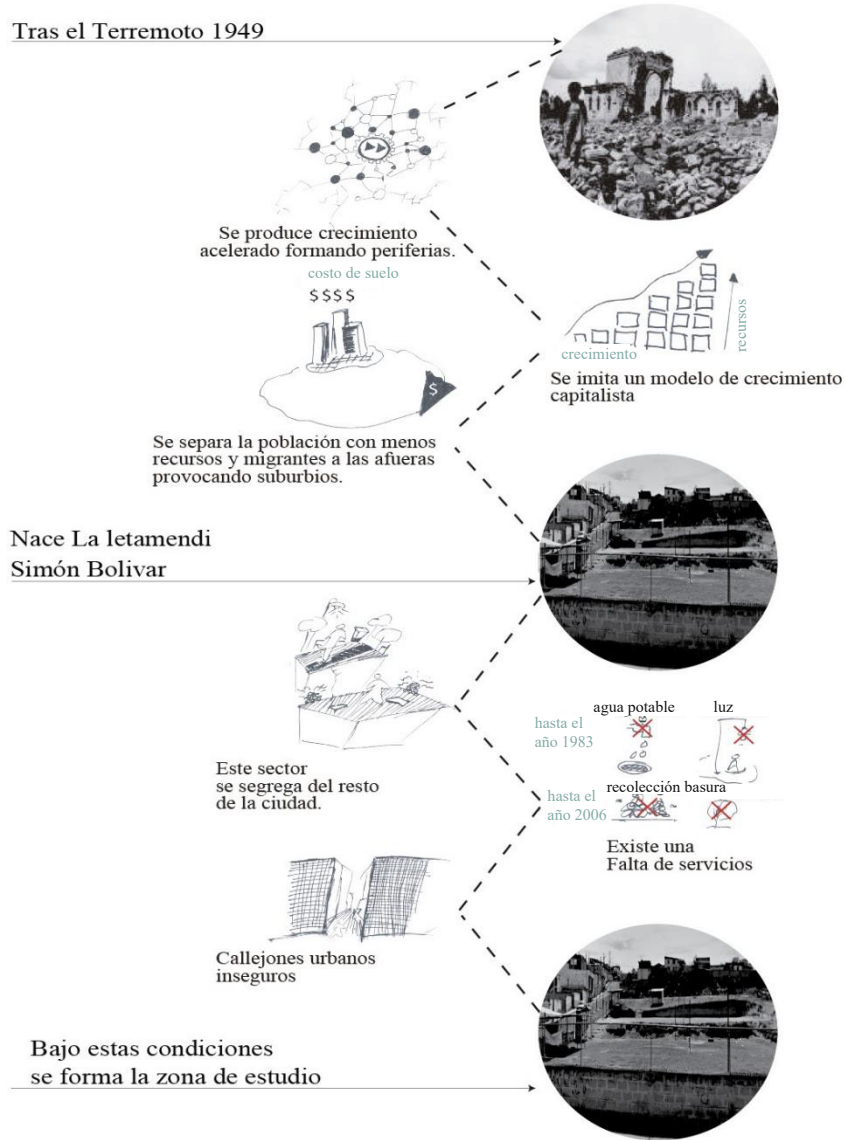 Tras el Terremoto 1949
Se produce crecimiento
acelerado formando periferias.
costo de suelo
$$$$
$
crecimiento
recursos
Se imita un modelo de crecimiento
capitalista
Se separa la población con menos
recursos y migrantes a las afueras
provocando suburbios.
Nace La letamendi
Simón Bolivar
Este sector
se segrega del resto
de la ciudad.
hasta el
año 1983
agua potable
luz
hasta el
año 2006
recolección basura
Existe una
Falta de servicios
Callejones urbanos
inseguros
Bajo estas condiciones
se forma la zona de estudio